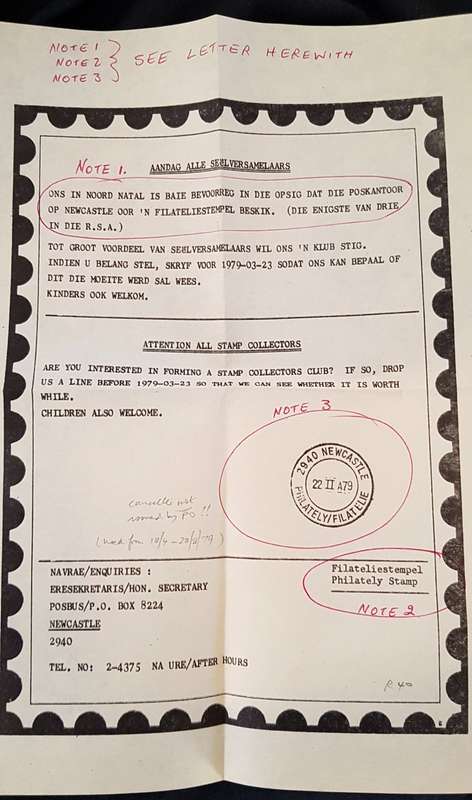 NOTE 1
NOTE 2 SEE LETTER HEREWITH
NOTE 3
NOTE 1.
AANDAG ALLE SEËLVERSAMELAARS
ONS IN NOORD NATAL IS BAIE BEVOORREG IN DIE OPSIG DAT DIE POSKANTOOR
OP NEWCASTLE OOR 'N FILATELIESTEMPEL BESKIK. (DIE ENIGSTE VAN DRIE
IN DIE R.S.A.)
TOT GROOT VOORDEEL VAN SEËLVERSAMELAARS WIL ONS 'N KLUB STIG.
INDIEN U BELANG STEL, SKRYF VOOR 1979-03-23 SODAT ONS KAN BEPAAL OF
DIT DIE MOEITE WERD SAL WEES.
KINDERS OOK WELKOM.
ATTENTION ALL STAMP COLLECTORS
ARE YOU INTERESTED IN FORMING A STAMP COLLECTORS CLUB? IF SO, DROP
US A LINE BEFORE 1979-03-23 SO THAT WE CAN SEE WHETHER IT IS WORTH
WHILE.
CHILDREN ALSO WELCOME.
NOTE 3
2940 NEWCASTLE
22 II A79
PHILATELY/FILATELIE
not
by PO !!
(used from
NAVRAE/ENQUIRIES :
ERESEKRETARIS/HON. SECRETARY
POSBUS/P.O. BOX 8224
NEWCASTLE
2940
TEL. NO: 2-4375 NA URE/AFTER HOURS
Filateliestempel
Philately Stamp
NOTE 2